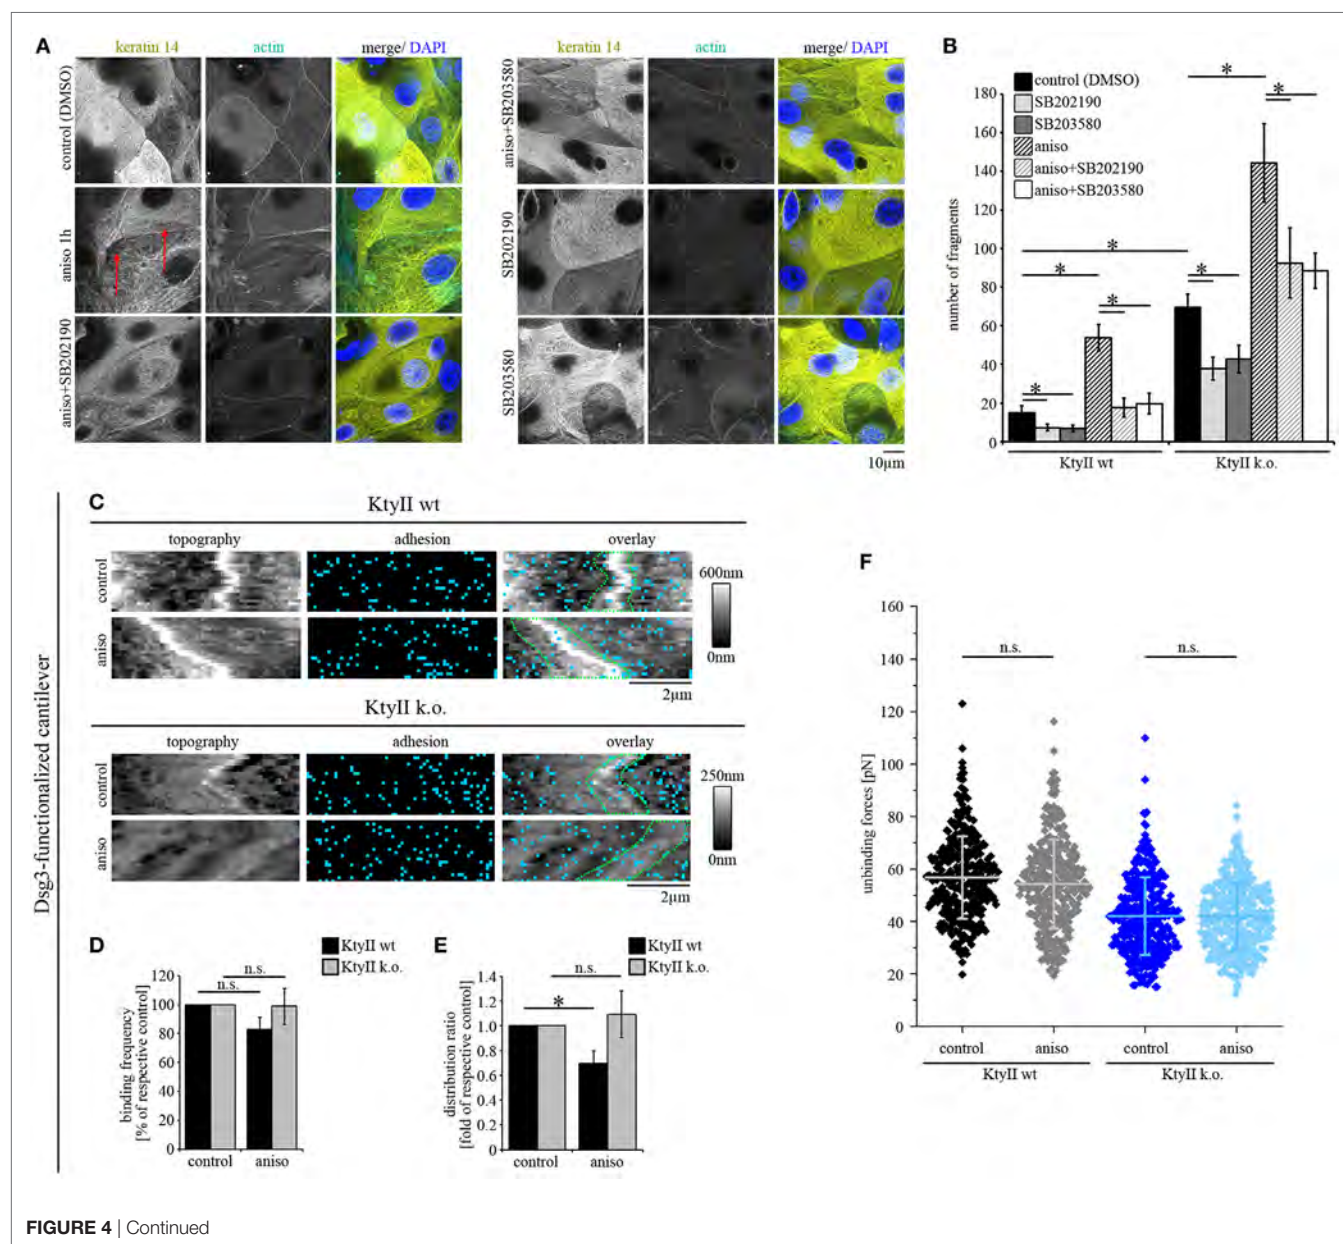 A
keratin 14 actin merge/ DAPI
control (DMSO)
aniso 1h
aniso+SB202190
keratin 14 actin merge/ DAPI
aniso+SB203580
SB202190
SB203580
10µm
B
control (DMSO)
SB202190
SB203580
aniso
aniso+SB202190
aniso+SB203580
number of fragments
180
160
140
120
100
80
60
40
20
0
* * * * * * * *
KtyII wt KtyII k.o.
Dsg3-functionalized cantilever
C
KtyII wt
topography adhesion overlay
control
aniso
600nm
0nm
2µm
KtyII k.o.
topography adhesion overlay
control
aniso
250nm
0nm
2µm
D
KtyII wt
KtyII k.o.
binding frequency
[% of respective control]
120
100
80
60
40
20
0
n.s.
n.s.
control aniso
E
KtyII wt
KtyII k.o.
distribution ratio
[fold of respective control]
1.4
1.2
1.0
0.8
0.6
0.4
0.2
0
n.s.
*
control aniso
F
unbinding forces [pN]
160
140
120
100
80
60
40
20
0
n.s. n.s.
control aniso control aniso
KtyII wt KtyII k.o.
FIGURE 4 | Continued